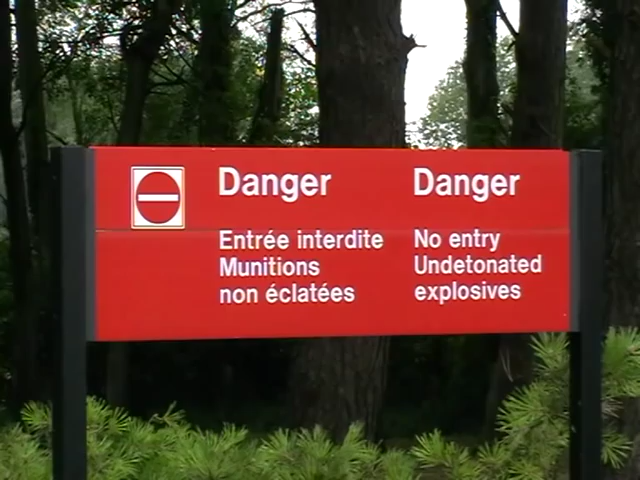 Danger
Entrée interdite
Munitions
non éclatées
Danger
No entry
Undetonated
explosives